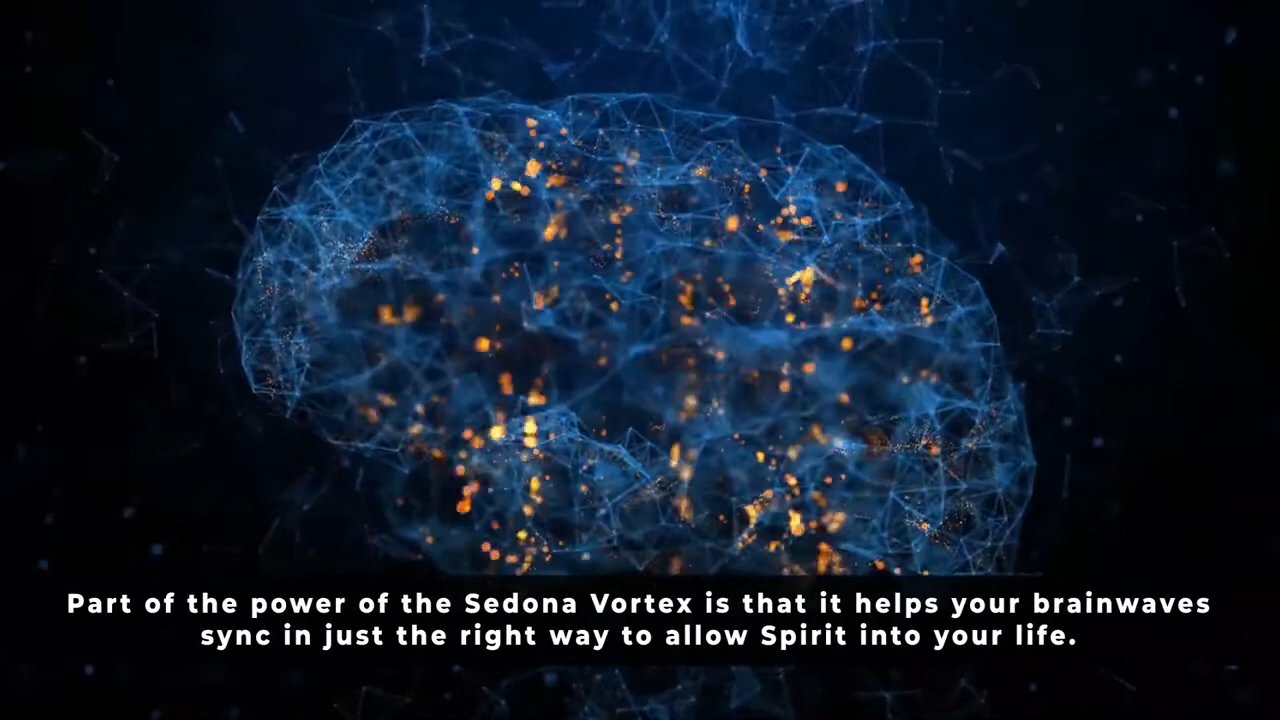 Part of the power of the Sedona Vortex is that it helps your brainwaves
sync in just the right way to allow Spirit into your life.